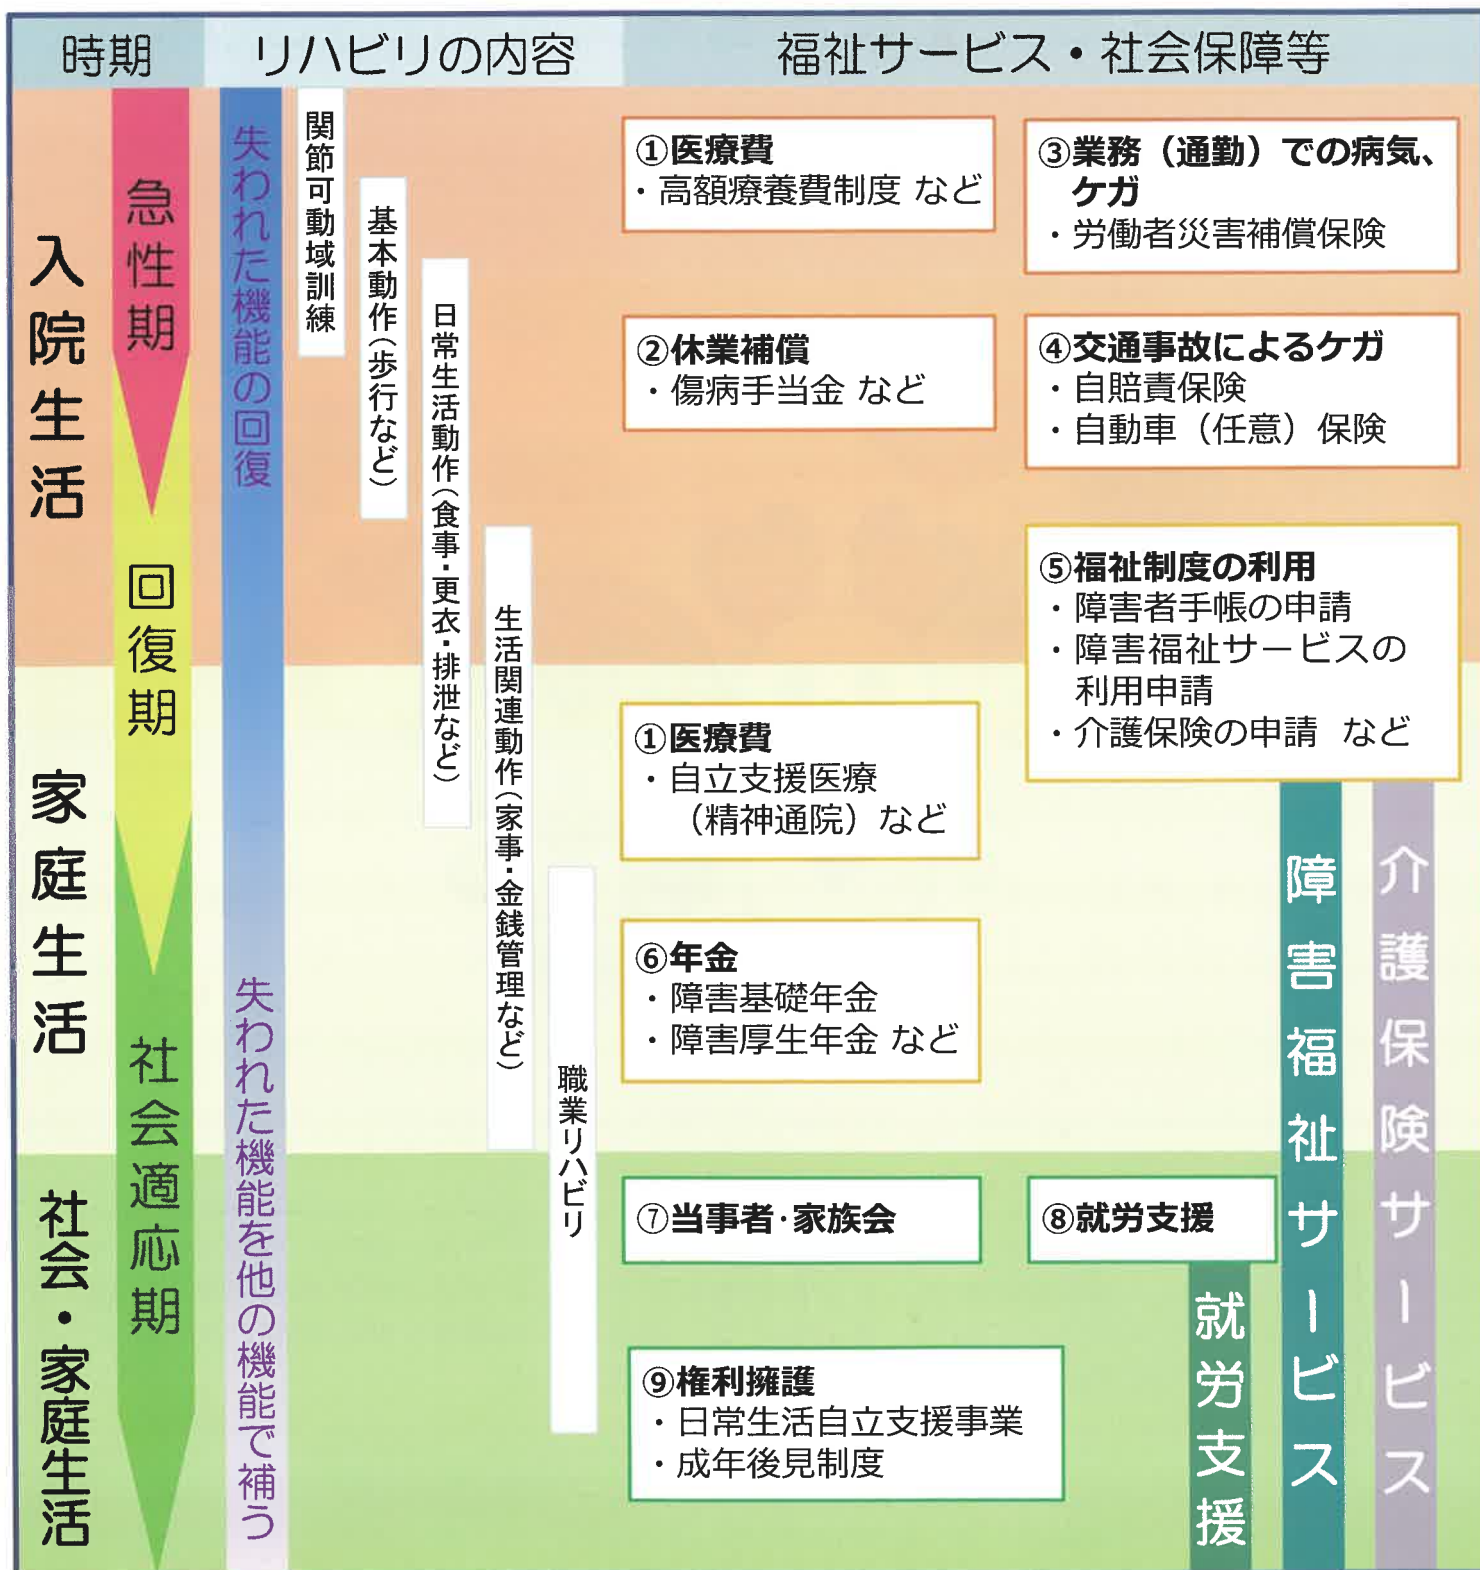 時期
リハビリの内容
福祉サービス・社会保障等
入院生活
家庭生活
社会・家庭生活
急性期
回復期
社会適応期
失われた機能の回復
失われた機能を他の機能で補う
関節可動域訓練
基本動作（歩行など）
日常生活動作（食事・更衣・排泄など）
生活関連動作（家事・金銭管理など）
職業リハビリ
①医療費
・高額療養費制度 など
③業務（通勤）での病気、
ケガ
・労働者災害補償保険
②休業補償
・傷病手当金 など
④交通事故によるケガ
・自賠責保険
・自動車（任意）保険
⑤福祉制度の利用
・障害者手帳の申請
・障害福祉サービスの
利用申請
・介護保険の申請 など
①医療費
・自立支援医療
（精神通院）など
⑥年金
・障害基礎年金
・障害厚生年金 など
⑦当事者・家族会
⑧就労支援
⑨権利擁護
・日常生活自立支援事業
・成年後見制度
就労支援
障害福祉サービス
介護保険サービス